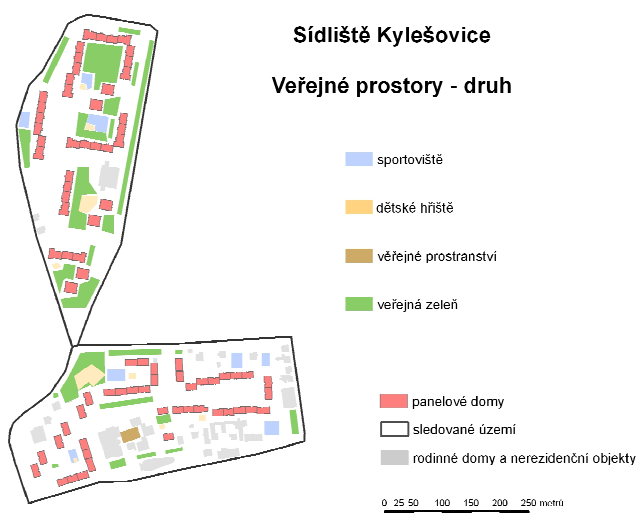 Sídliště Kylešovice
Veřejné prostory - druh
sportoviště
dětské hřiště
věřejné prostranství
veřejná zeleň
panelové domy
sledované území
rodinné domy a nerezidenční objekty
0 25 50 100 150 200 250 metrů